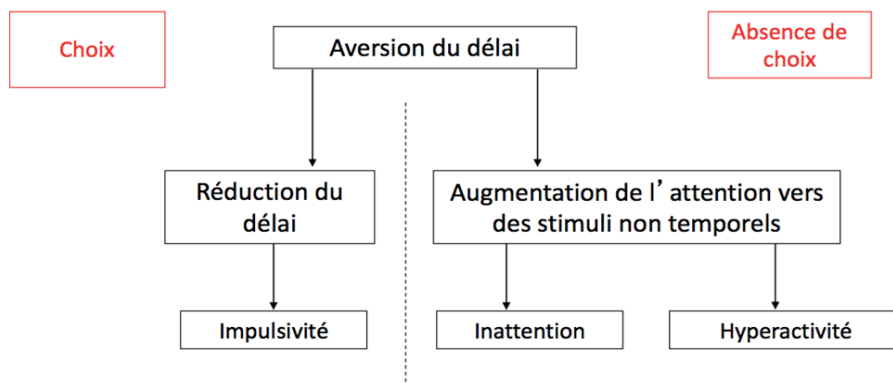 Choix
Aversion du délai
Absence de
choix
Réduction du
délai
Augmentation de l’ attention vers
des stimuli non temporels
Impulsivité
Inattention
Hyperactivité